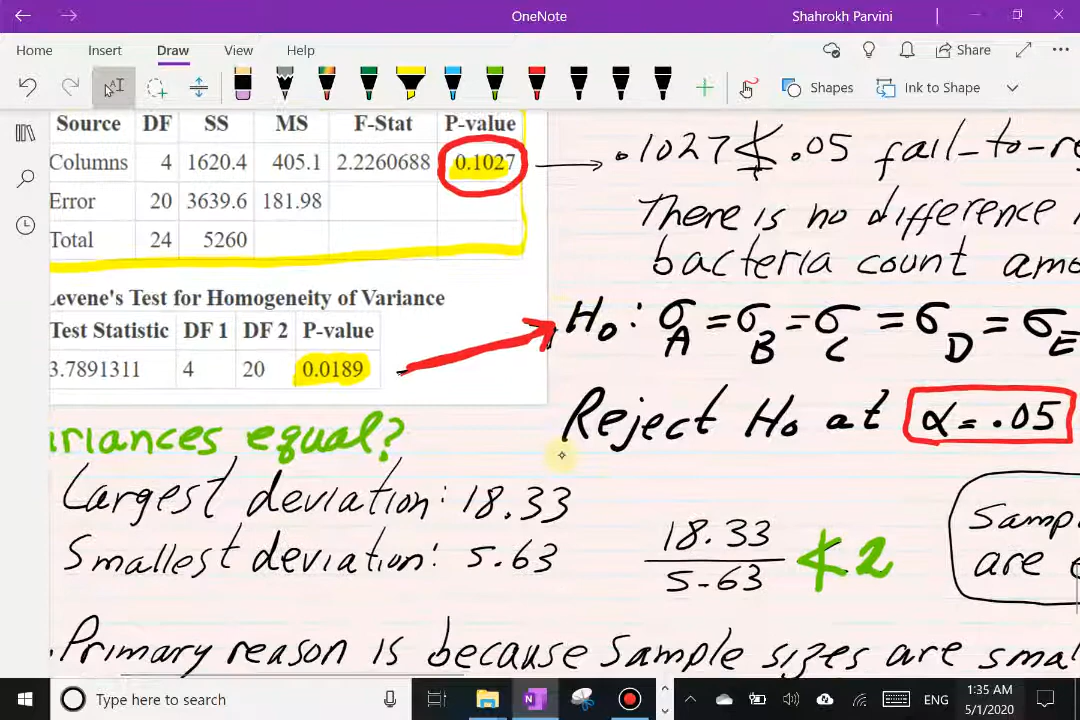 OneNote
Shahrokh Parvini
Home Insert Draw View Help
Share
Shapes
Ink to Shape
Source DF SS MS F-Stat P-value
Columns 4 1620.4 405.1 2.2260688 0.1027
Error 20 3639.6 181.98
Total 24 5260
.1027 ≮ .05 fail-to-re
There is no difference
bacteria count amo
Levene's Test for Homogeneity of Variance
Test Statistic DF 1 DF 2 P-value
3.7891311 4 20 0.0189
H₀: σA = σB = σC = σD = σE
Reject H₀ at α = .05
ariances equal?
Largest deviation: 18.33
Smallest deviation: 5.63
18.33
5.63
≮ 2
Samp
are
Primary reason is because Sample sizes are smal
Type here to search
ENG
1:35 AM
5/1/2020